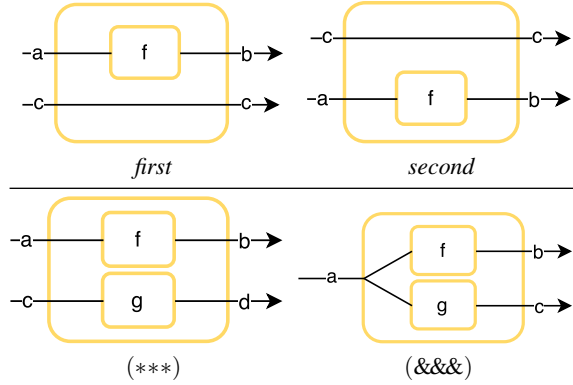 a f b
c c
first
c c
a f b
second
a f b
c g d
(***)
a f b
g c
(&&&)